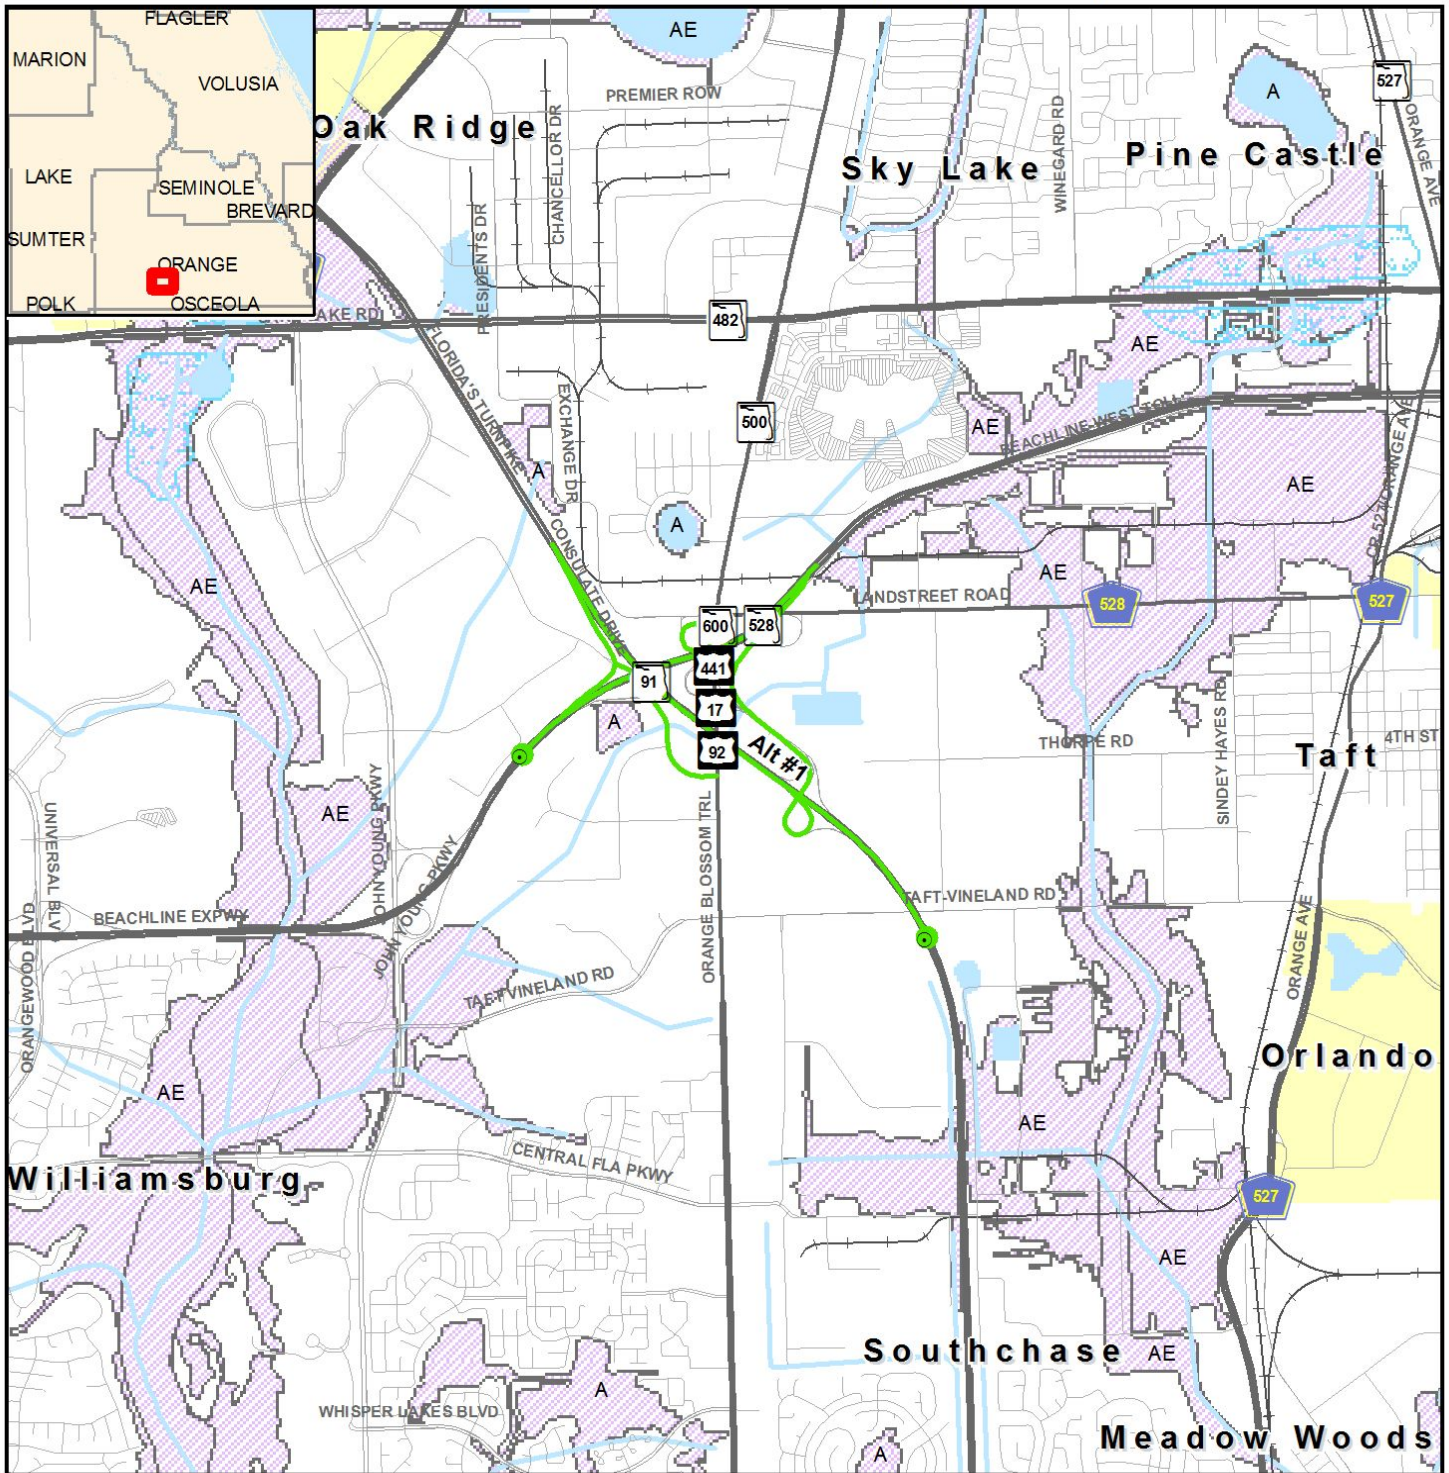 FLAGLER
MARION
VOLUSIA
LAKE
SEMINOLE
BREVARD
SUMTER
ORANGE
POLK
OSCEOLA
AE
527
PREMIER ROW
A
Oak Ridge
CHANCELLOR DR
ORANGE AVE
WINEGARD RD
Pine Castle
Sky Lake
PRESIDENTS DR
AKE RD
482
FLORIDA'S TURNPIKE
AE
500
EXCHANGE DR
BEACHLINE WEST TOLL
AE
A
AE
CR 527/ORANGE AVE
A
CONSULATE DRIVE
AE
AE
LANDSTREET ROAD
528
527
600
528
441
91
17
A
92
Alt #1
THORPE RD
SINDEY HAYES RD
4TH ST
Taft
UNIVERSAL BLV
AE
JOHN YOUNG PKWY
ORANGE BLOSSOM TRL
JOHN YOUNG PKWY
TAFT-VINELAND RD
BEACHLINE EXPWY
ORANGEWOOD BLVD
ORANGE AVE
TAFT VINELAND RD
Orlando
AE
AE
CENTRAL FLA PKWY
Williamsburg
527
AE
Southchase
AE
A
WHISPER LAKES BLVD
Meadow Woods
A